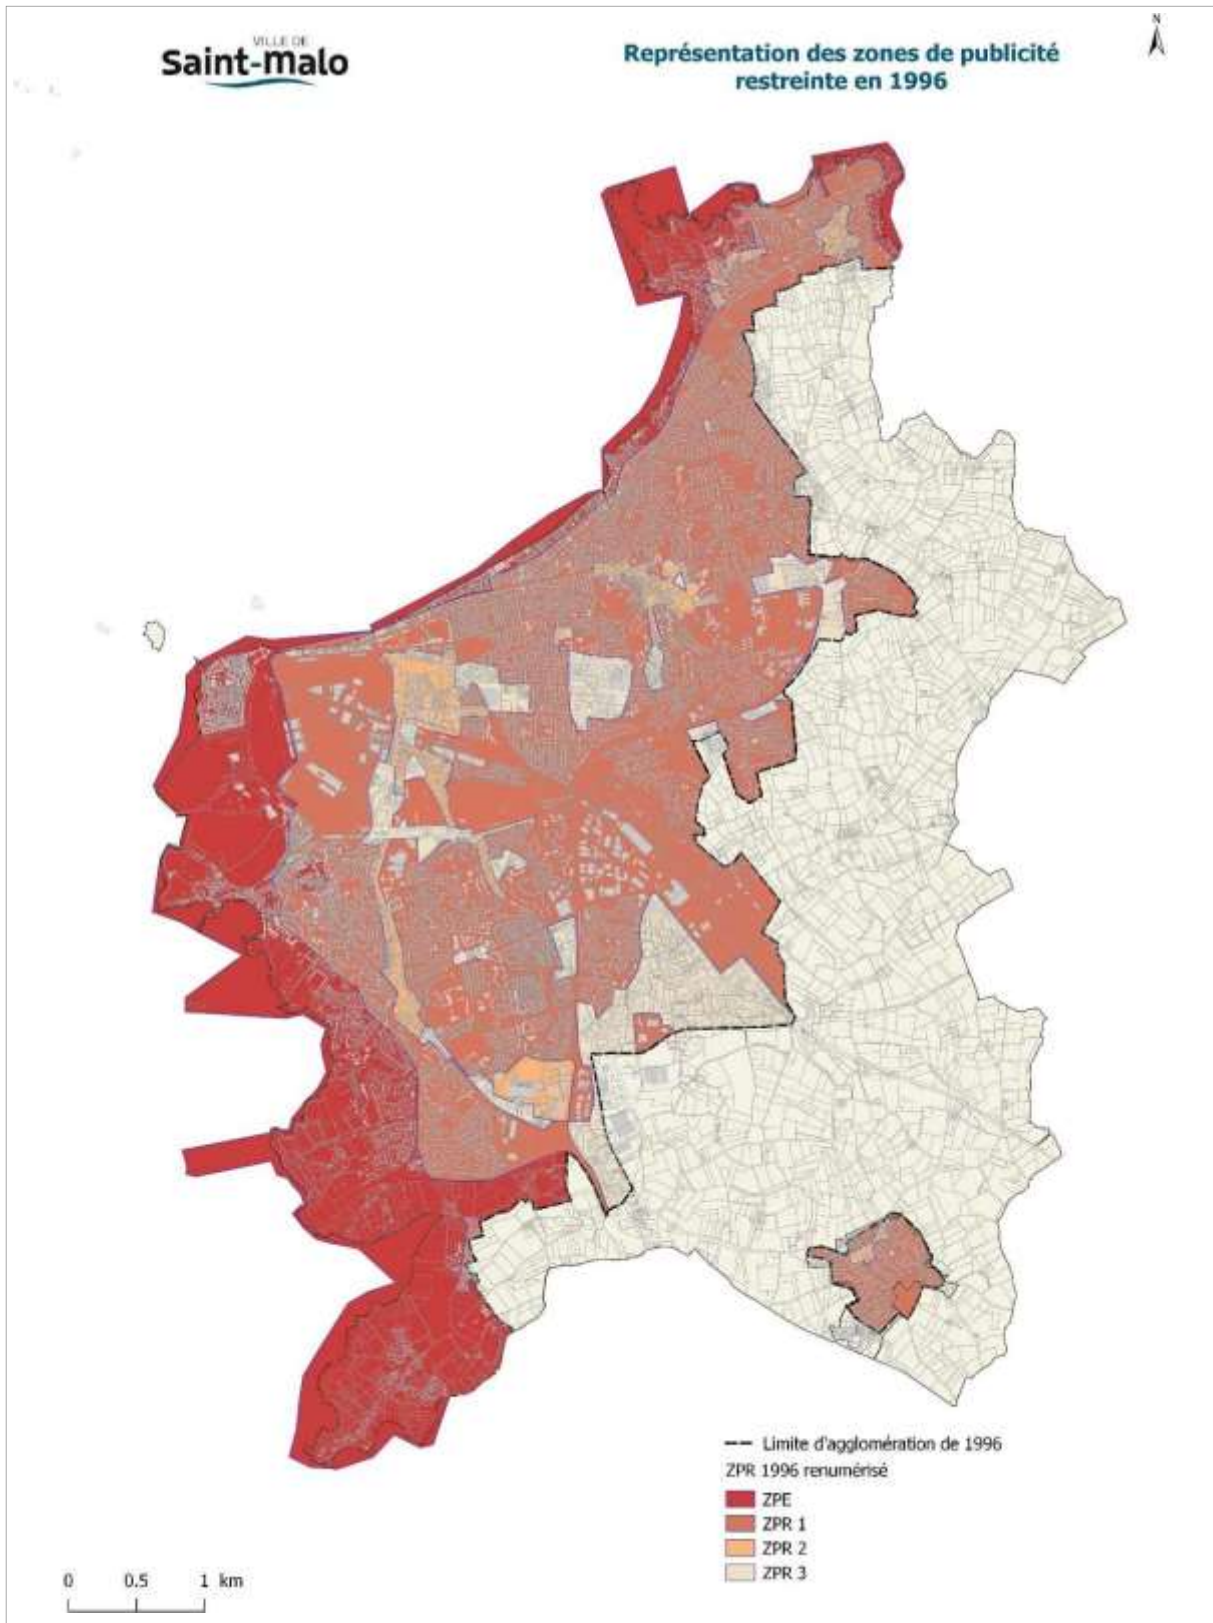 VILLE DE
Saint-malo
Représentation des zones de publicité
restreinte en 1996
N
Limite d'agglomération de 1996
ZPR 1996 renumérisé
ZPE
ZPR 1
ZPR 2
ZPR 3
0 0.5 1 km